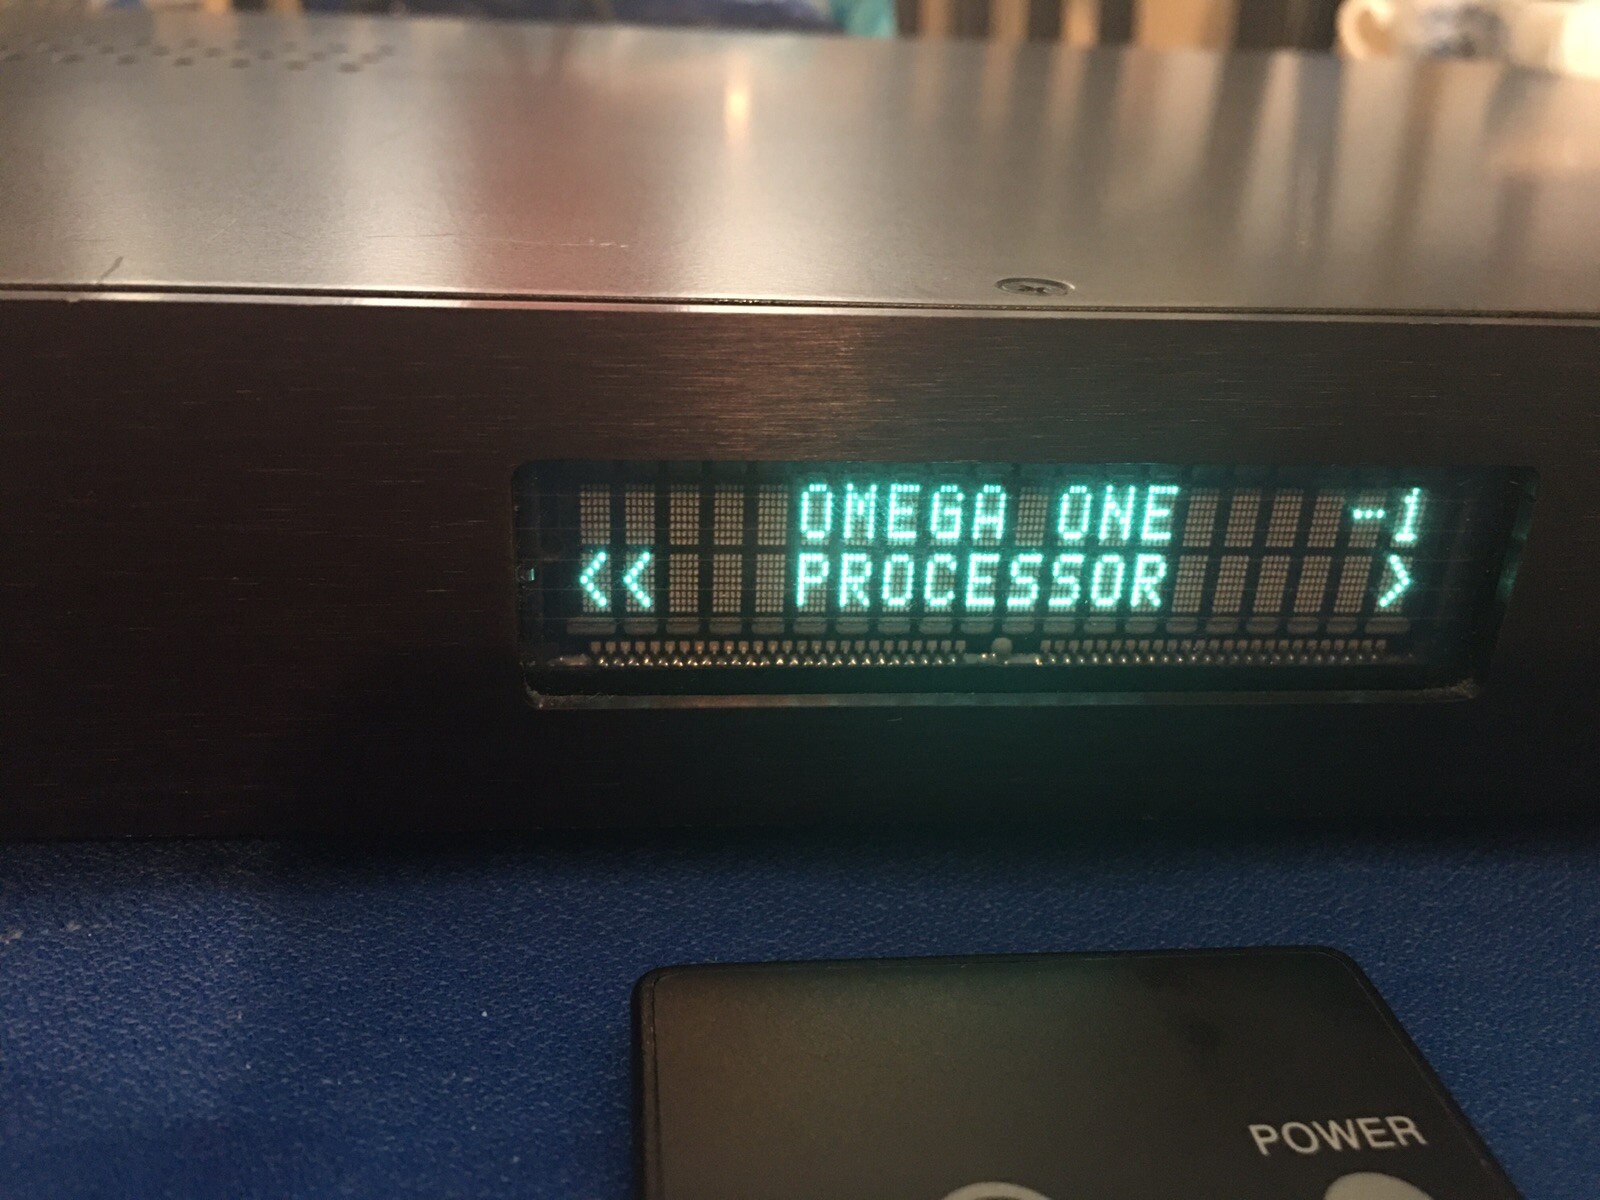 OMEGA ONE -1
<< PROCESSOR >
POWER